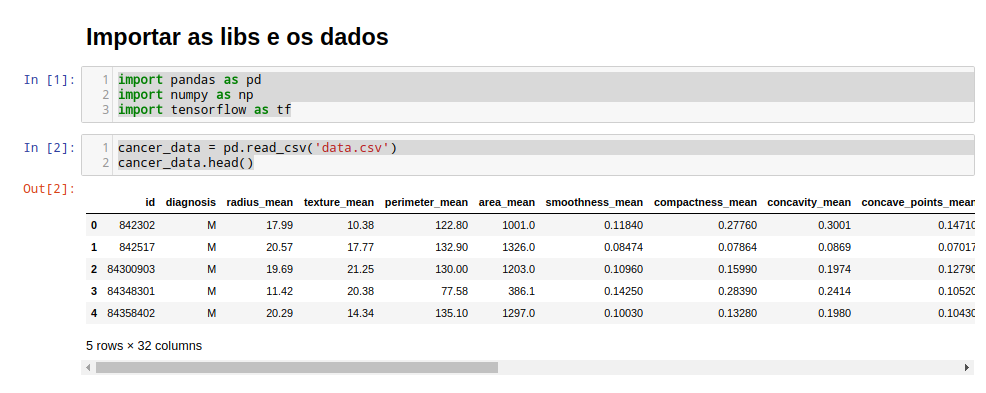 Importar as libs e os dados
In [1]:
1 import pandas as pd
2 import numpy as np
3 import tensorflow as tf
In [2]:
1 cancer_data = pd.read_csv('data.csv')
2 cancer_data.head()
Out[2]:
id diagnosis radius_mean texture_mean perimeter_mean area_mean smoothness_mean compactness_mean concavity_mean concave_points_mean
0 842302 M 17.99 10.38 122.80 1001.0 0.11840 0.27760 0.3001 0.14710
1 842517 M 20.57 17.77 132.90 1326.0 0.08474 0.07864 0.0869 0.07017
2 84300903 M 19.69 21.25 130.00 1203.0 0.10960 0.15990 0.1974 0.12790
3 84348301 M 11.42 20.38 77.58 386.1 0.14250 0.28390 0.2414 0.10520
4 84358402 M 20.29 14.34 135.10 1297.0 0.10030 0.13280 0.1980 0.10430
5 rows × 32 columns